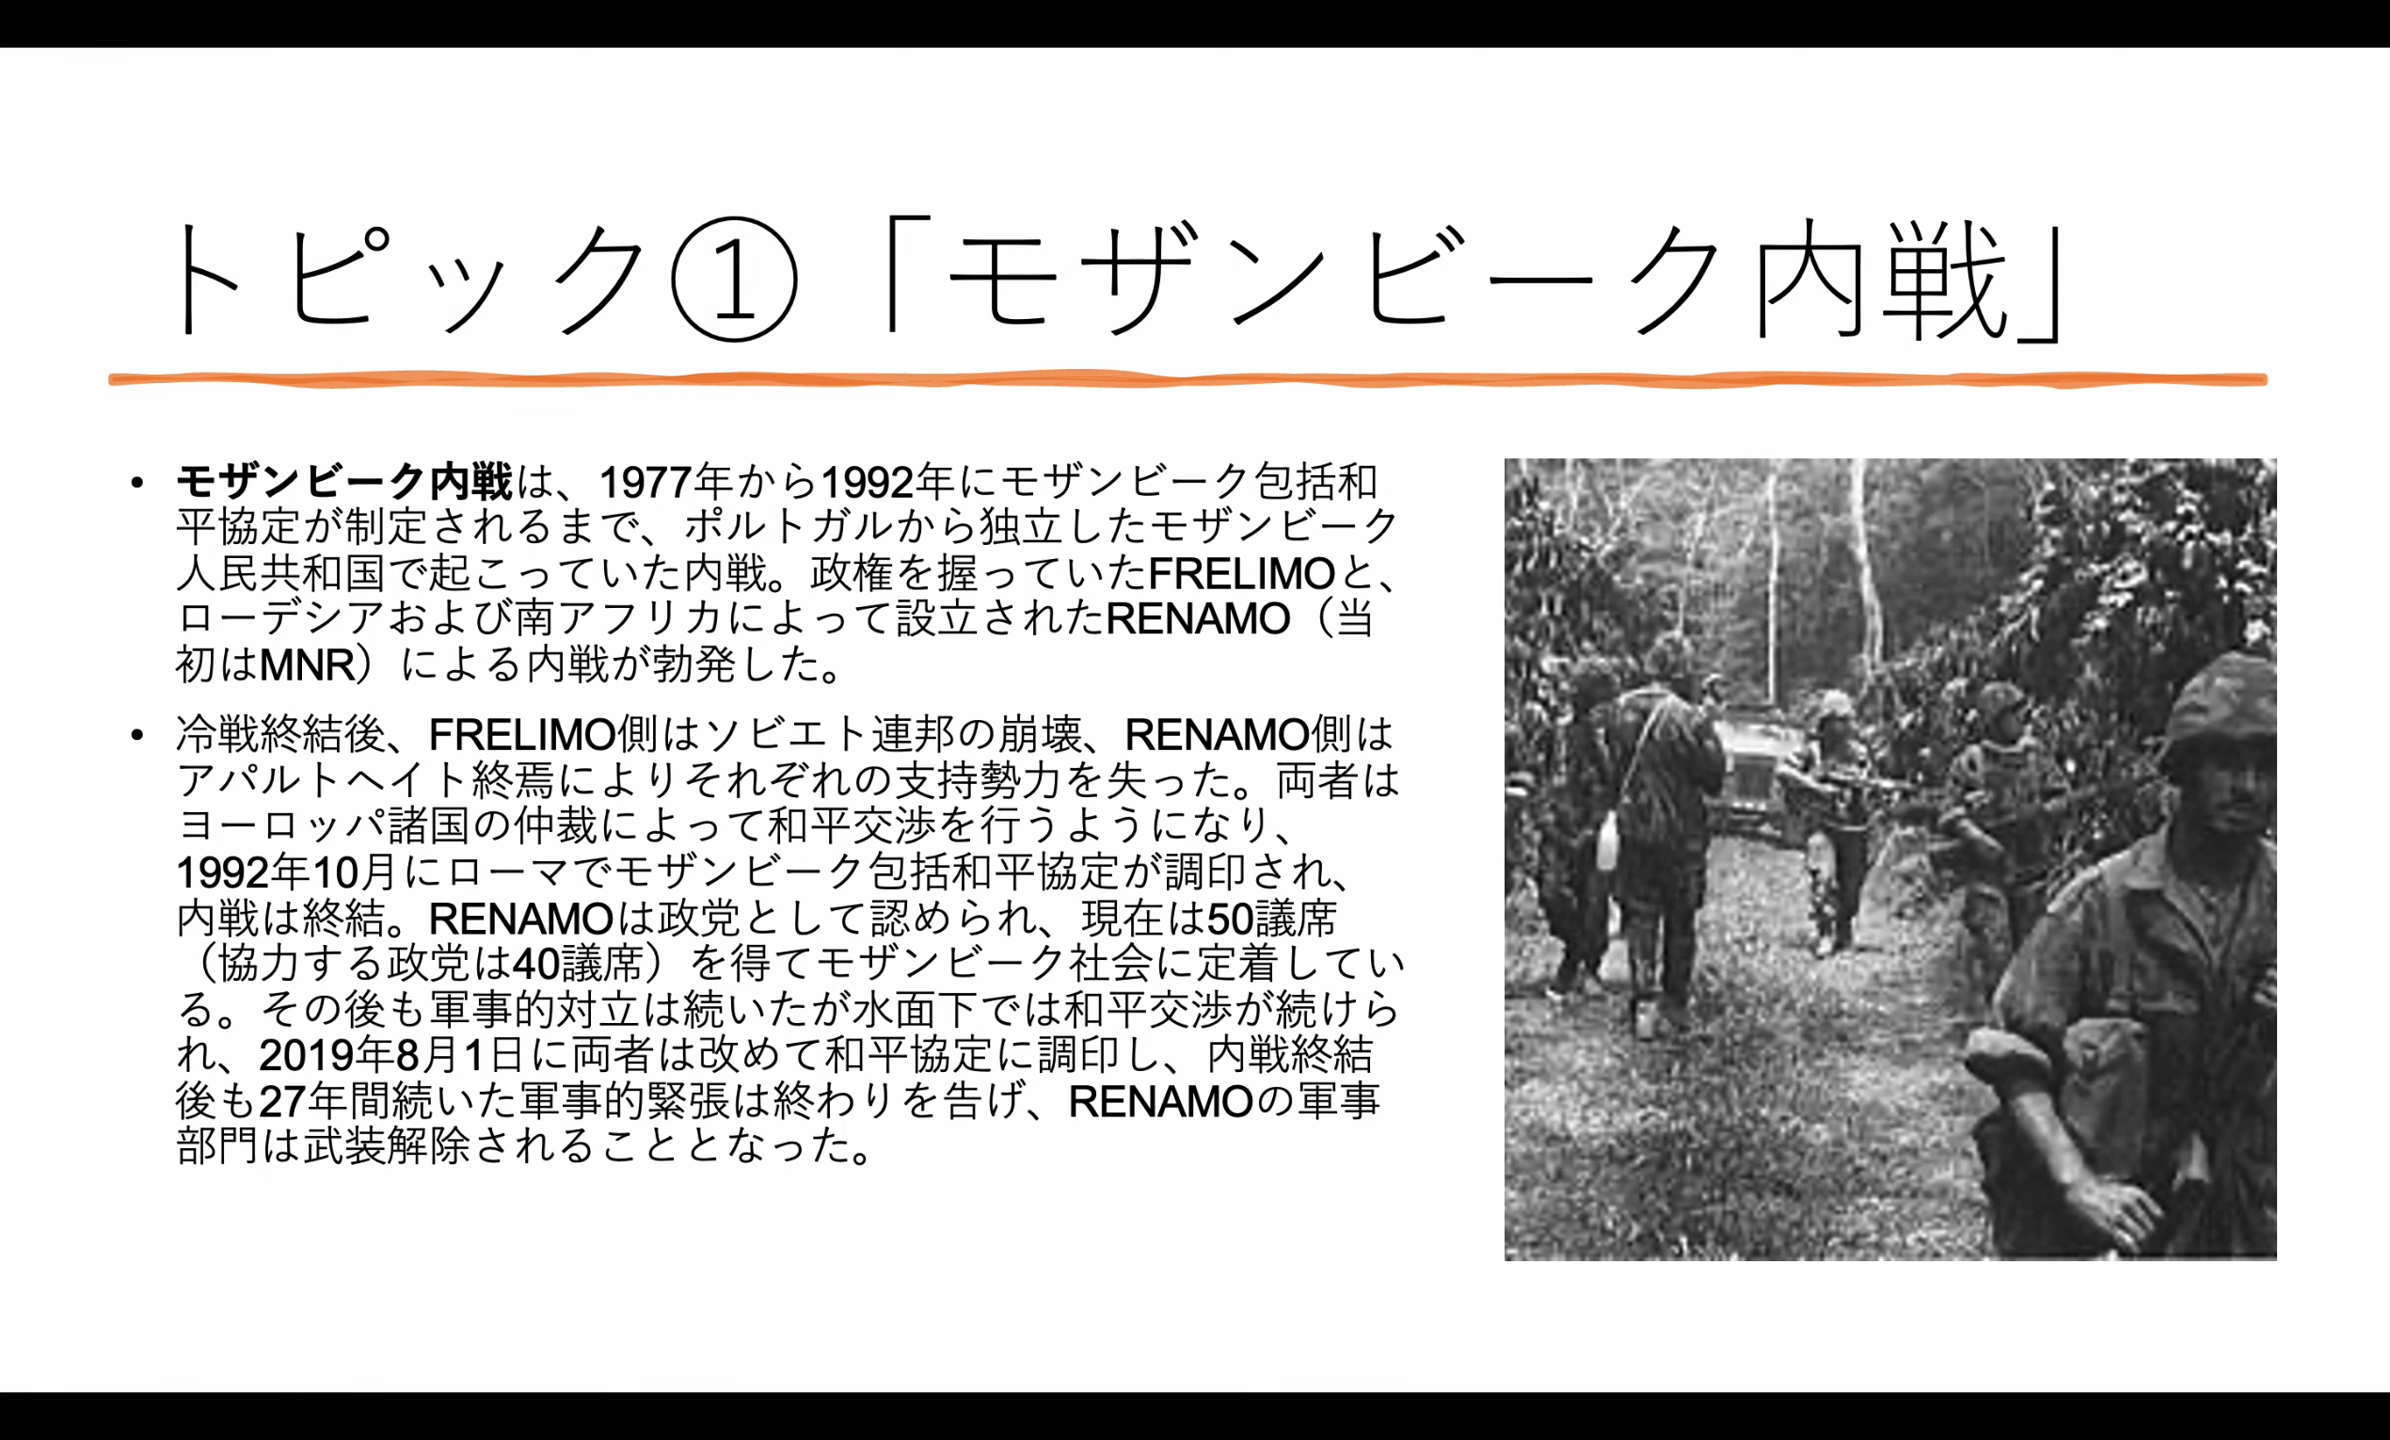 トピック①「モザンビーク内戦」
• モザンビーク内戦は、1977年から1992年にモザンビーク包括和
平協定が制定されるまで、ポルトガルから独立したモザンビーク
人民共和国で起こっていた内戦。政権を握っていたFRELIMOと、
ローデシアおよび南アフリカによって設立されたRENAMO（当
初はMNR）による内戦が勃発した。
• 冷戦終結後、FRELIMO側はソビエト連邦の崩壊、RENAMO側は
アパルトヘイト終焉によりそれぞれの支持勢力を失った。両者は
ヨーロッパ諸国の仲裁によって和平交渉を行うようになり、
1992年10月にローマでモザンビーク包括和平協定が調印され、
内戦は終結。RENAMOは政党として認められ、現在は50議席
（協力する政党は40議席）を得てモザンビーク社会に定着してい
る。その後も軍事的対立は続いたが水面下では和平交渉が続けら
れ、2019年8月1日に両者は改めて和平協定に調印し、内戦終結
後も27年間続いた軍事的緊張は終わりを告げ、RENAMOの軍事
部門は武装解除されることとなった。